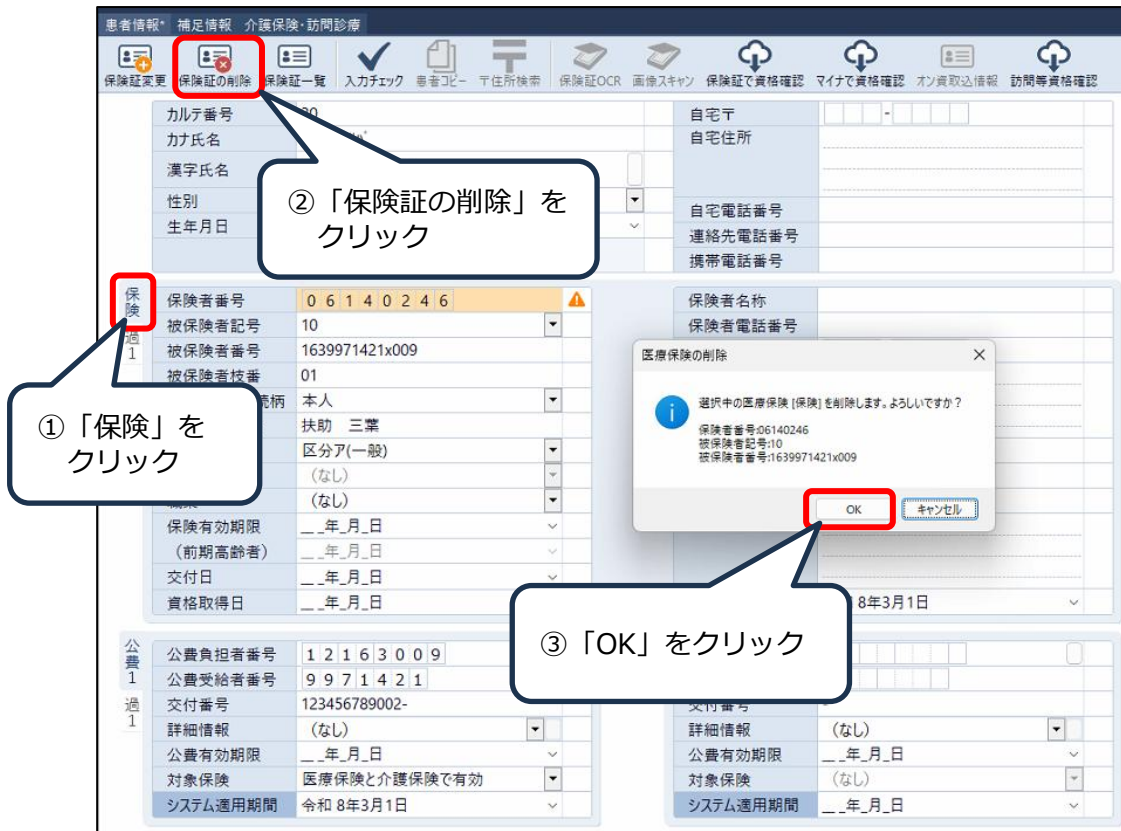 患者情報* 補足情報 介護保険・訪問診療
保険証変更 保険証の削除 保険証一覧 入力チェック 患者コピー 〒住所検索 保険証OCR 画像スキャン 保険証で資格確認 マイナで資格確認 オン資取込情報 訪問等資格確認
カルテ番号
カナ氏名
漢字氏名
性別
生年月日
自宅〒 -
自宅住所
自宅電話番号
連絡先電話番号
携帯電話番号
②「保険証の削除」を
クリック
保険
過1
保険者番号 0 6 1 4 0 2 4 6
被保険者記号 10
被保険者番号 1639971421x009
被保険者枝番 01
続柄 本人
扶助 三葉
区分ア(一般)
(なし)
(なし)
保険有効期限 _ _年_月_日
(前期高齢者) _ _年_月_日
交付日 _ _年_月_日
資格取得日 _ _年_月_日
保険者名称
保険者電話番号
8年3月1日
①「保険」を
クリック
医療保険の削除
選択中の医療保険 [保険] を削除します。よろしいですか?
保険者番号:06140246
被保険者記号:10
被保険者番号:1639971421x009
OK キャンセル
③「OK」をクリック
公費1
過1
公費負担者番号 1 2 1 6 3 0 0 9
公費受給者番号 9 9 7 1 4 2 1
交付番号 123456789002-
詳細情報 (なし)
公費有効期限 _ _年_月_日
対象保険 医療保険と介護保険で有効
システム適用期間 令和 8年3月1日
交付番号 -
詳細情報 (なし)
公費有効期限 _ _年_月_日
対象保険 (なし)
システム適用期間 _ _年_月_日